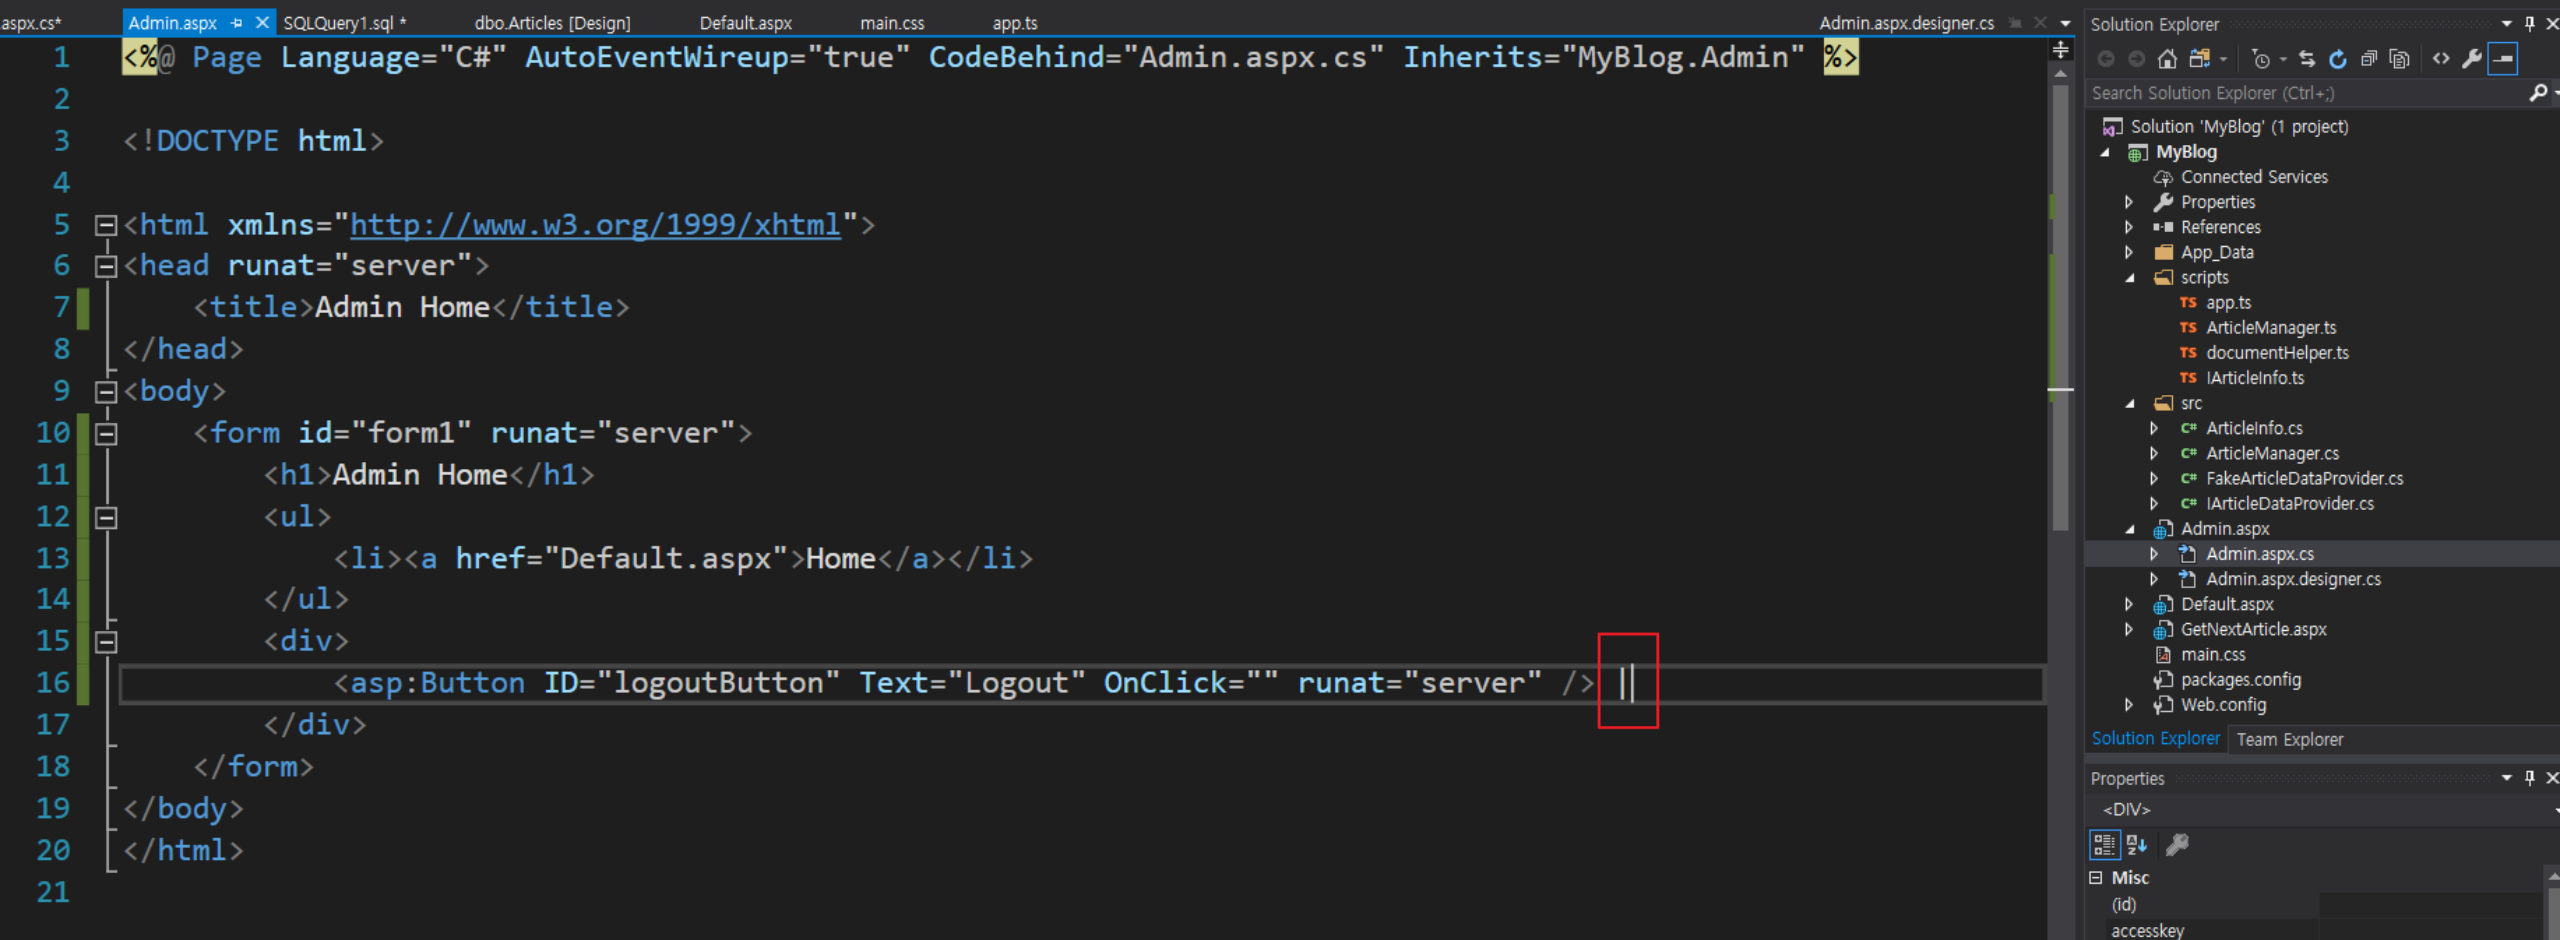 .aspx.cs*
Admin.aspx
SQLQuery1.sql *
dbo.Articles [Design]
Default.aspx
main.css
app.ts
Admin.aspx.designer.cs
1 <%@ Page Language="C#" AutoEventWireup="true" CodeBehind="Admin.aspx.cs" Inherits="MyBlog.Admin" %>
2
3 <!DOCTYPE html>
4
5 <html xmlns="http://www.w3.org/1999/xhtml">
6 <head runat="server">
7 <title>Admin Home</title>
8 </head>
9 <body>
10 <form id="form1" runat="server">
11 <h1>Admin Home</h1>
12 <ul>
13 <li><a href="Default.aspx">Home</a></li>
14 </ul>
15 <div>
16 <asp:Button ID="logoutButton" Text="Logout" OnClick="" runat="server" /> |
17 </div>
18 </form>
19 </body>
20 </html>
21
Solution Explorer
Search Solution Explorer (Ctrl+;)
Solution 'MyBlog' (1 project)
MyBlog
Connected Services
Properties
References
App_Data
scripts
TS app.ts
TS ArticleManager.ts
TS documentHelper.ts
TS IArticleInfo.ts
src
C# ArticleInfo.cs
C# ArticleManager.cs
C# FakeArticleDataProvider.cs
C# IArticleDataProvider.cs
Admin.aspx
Admin.aspx.cs
Admin.aspx.designer.cs
Default.aspx
GetNextArticle.aspx
main.css
packages.config
Web.config
Solution Explorer Team Explorer
Properties
<DIV>
Misc
(id)
accesskey